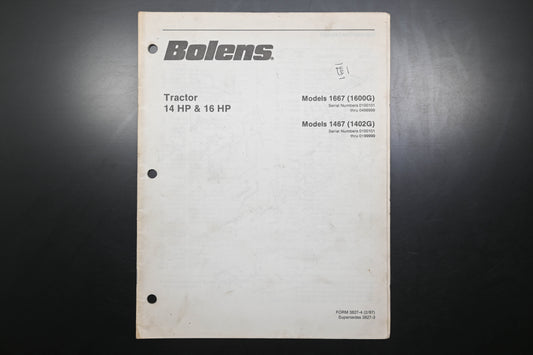 Bolens®
Tractor
14 HP & 16 HP
Models 1667 (1600G)
Serial Numbers 0100101
thru 0499999
Models 1467 (1402G)
Serial Numbers 0100101
thru 0199999
FORM 3827-4 (2/87)
Supersedes 3827-3